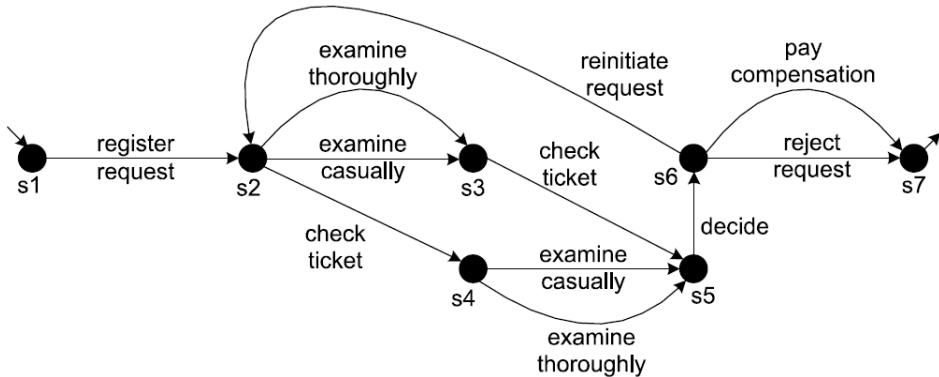 examine
thoroughly
reinitiate
request
pay
compensation
register
request
examine
casually
check
ticket
reject
request
s1
s2
s3
s6
s7
check
ticket
decide
examine
casually
s4
s5
examine
thoroughly